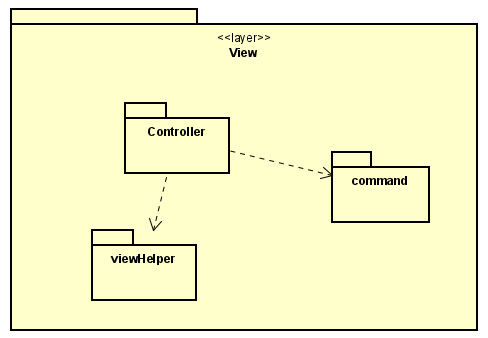 <<layer>>
View
Controller
command
viewHelper